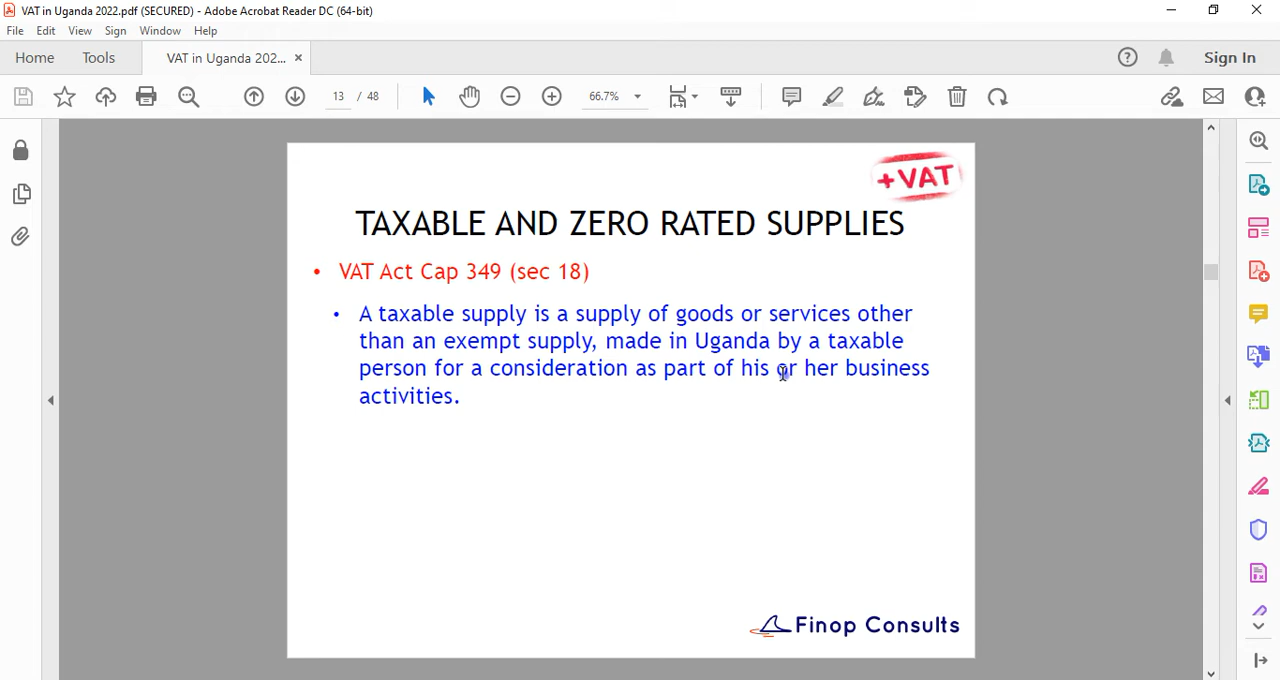 VAT in Uganda 2022.pdf (SECURED) - Adobe Acrobat Reader DC (64-bit)
File Edit View Sign Window Help
Home Tools VAT in Uganda 202... × Sign In
13 / 48 66.7%
+VAT
TAXABLE AND ZERO RATED SUPPLIES
• VAT Act Cap 349 (sec 18)
• A taxable supply is a supply of goods or services other
than an exempt supply, made in Uganda by a taxable
person for a consideration as part of his or her business
activities.
Finop Consults